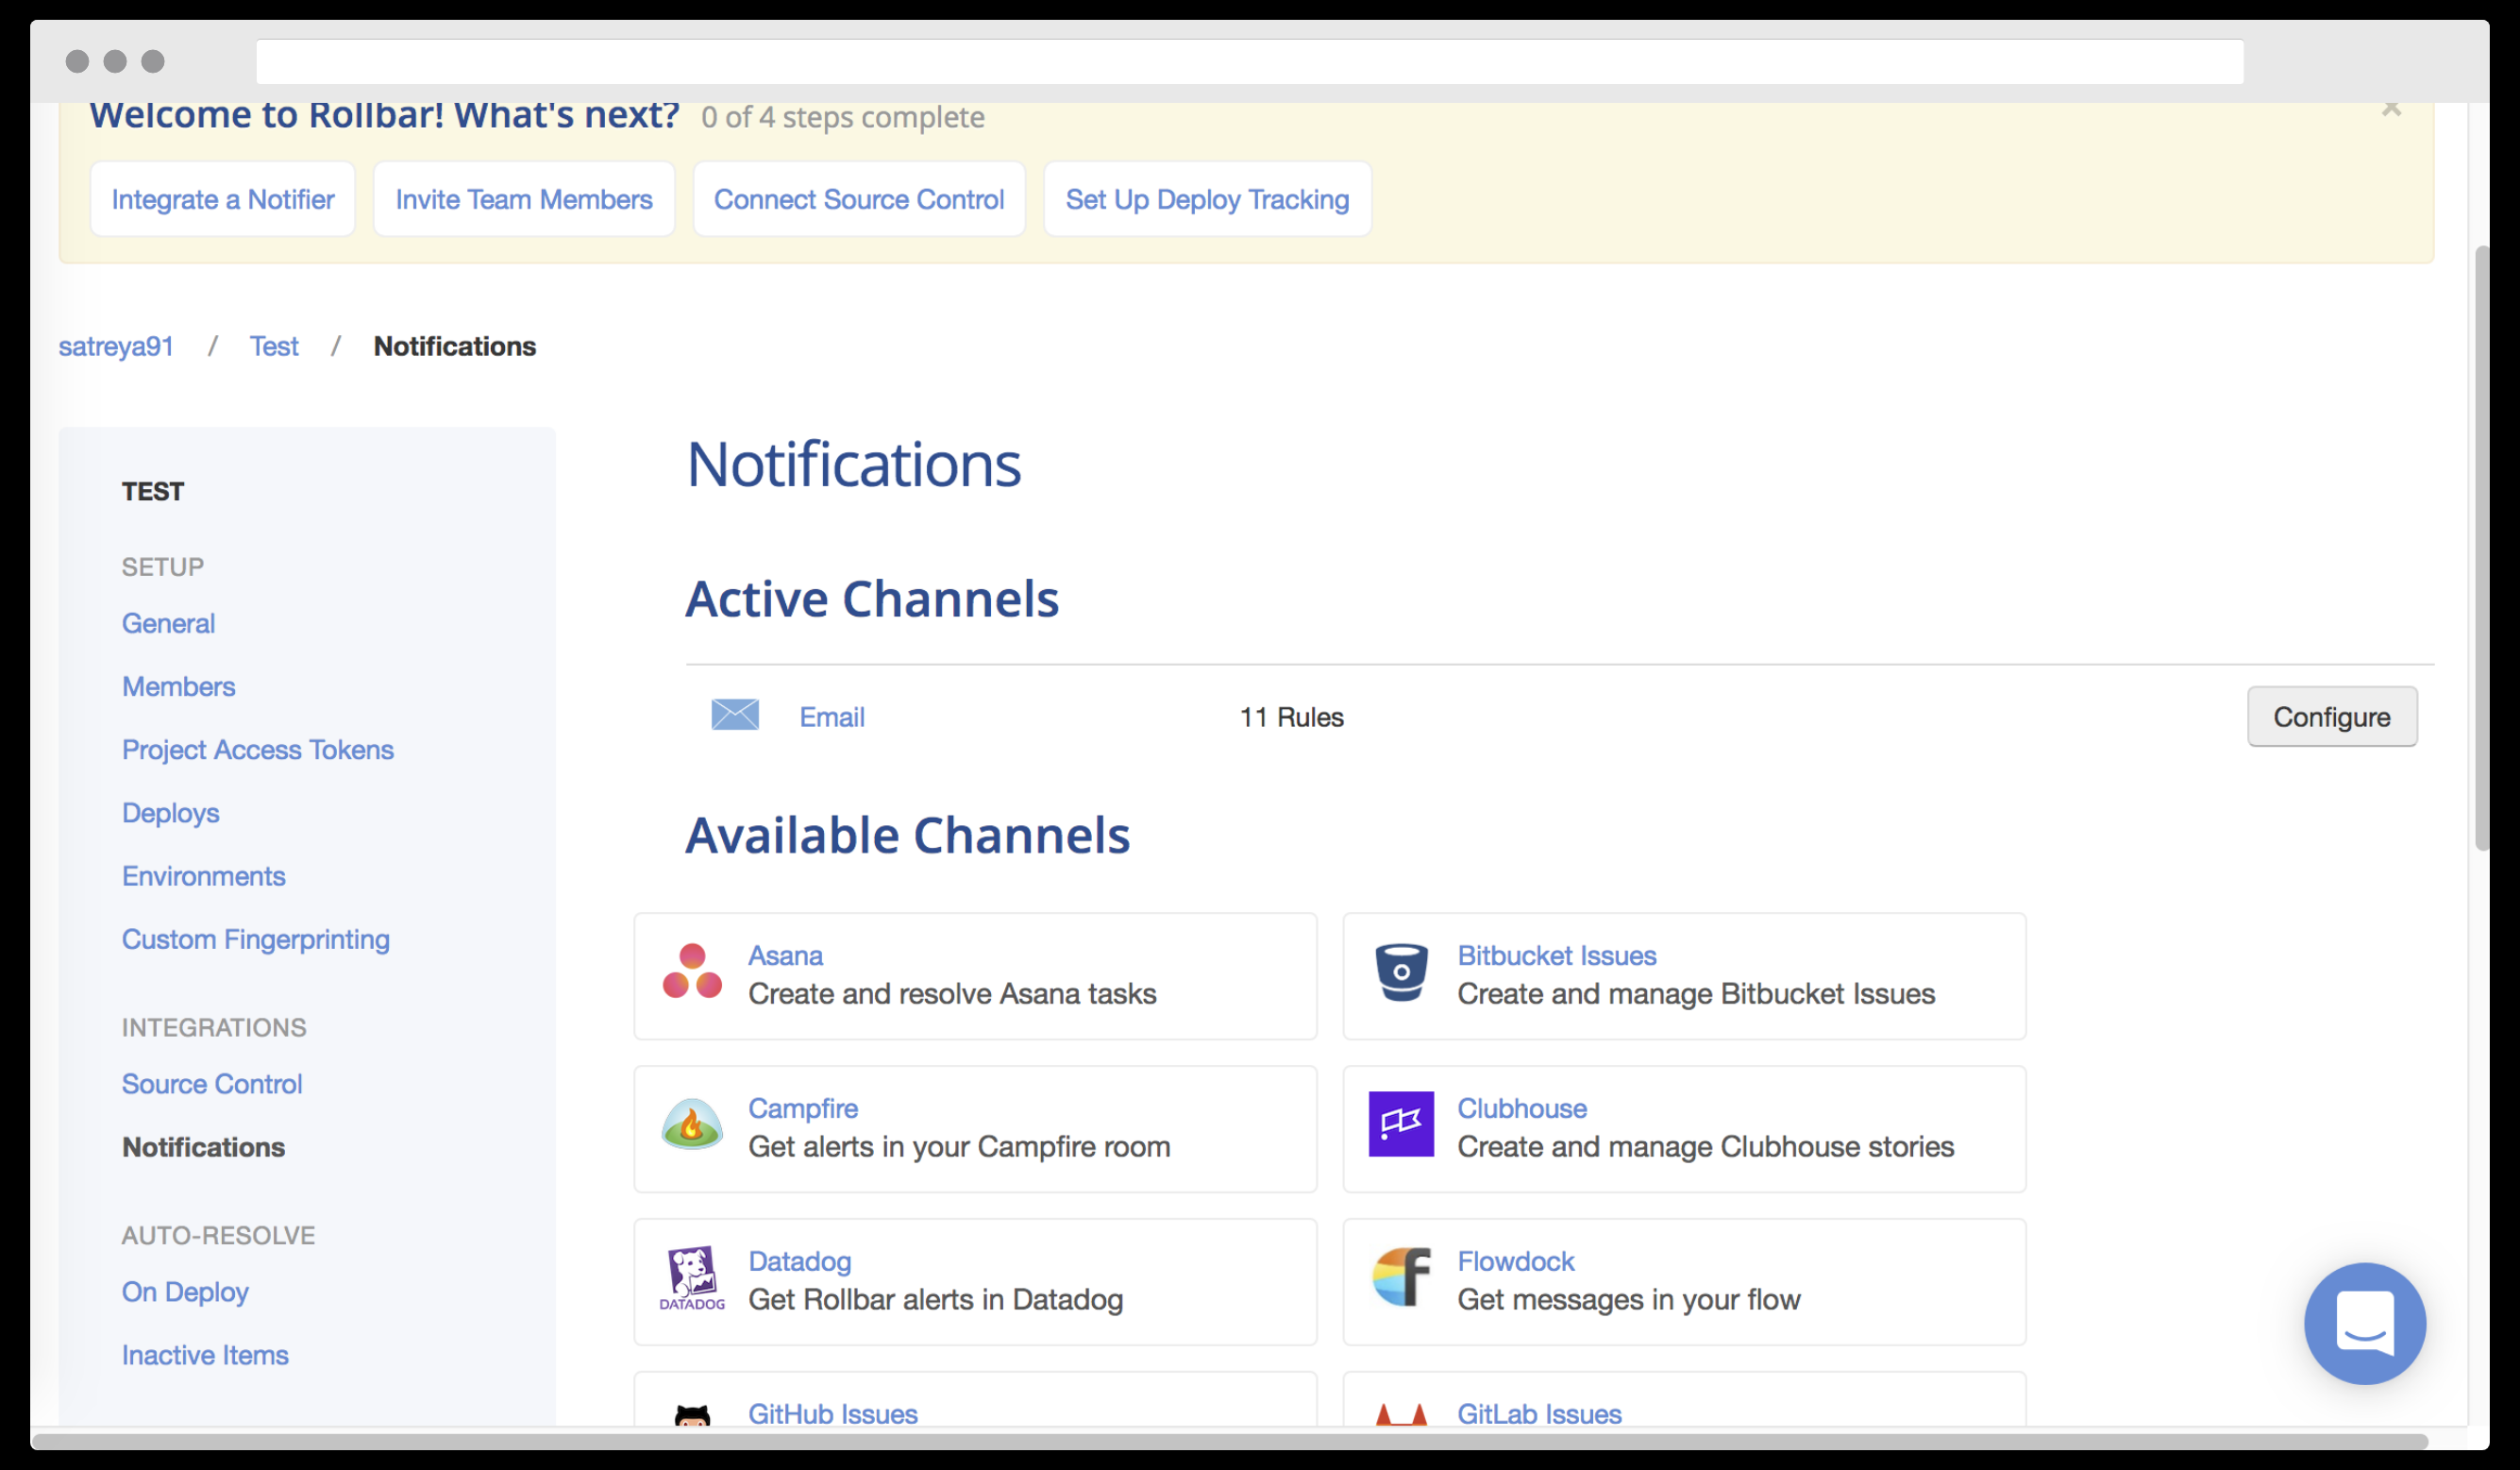 Welcome to Rollbar! What's next? 0 of 4 steps complete
×
Integrate a Notifier Invite Team Members Connect Source Control Set Up Deploy Tracking
satreya91 / Test / Notifications
TEST
SETUP
General
Members
Project Access Tokens
Deploys
Environments
Custom Fingerprinting
INTEGRATIONS
Source Control
Notifications
AUTO-RESOLVE
On Deploy
Inactive Items
Notifications
Active Channels
Email 11 Rules Configure
Available Channels
Asana
Create and resolve Asana tasks
Bitbucket Issues
Create and manage Bitbucket Issues
Campfire
Get alerts in your Campfire room
Clubhouse
Create and manage Clubhouse stories
DATADOG
Datadog
Get Rollbar alerts in Datadog
Flowdock
Get messages in your flow
GitHub Issues
GitLab Issues